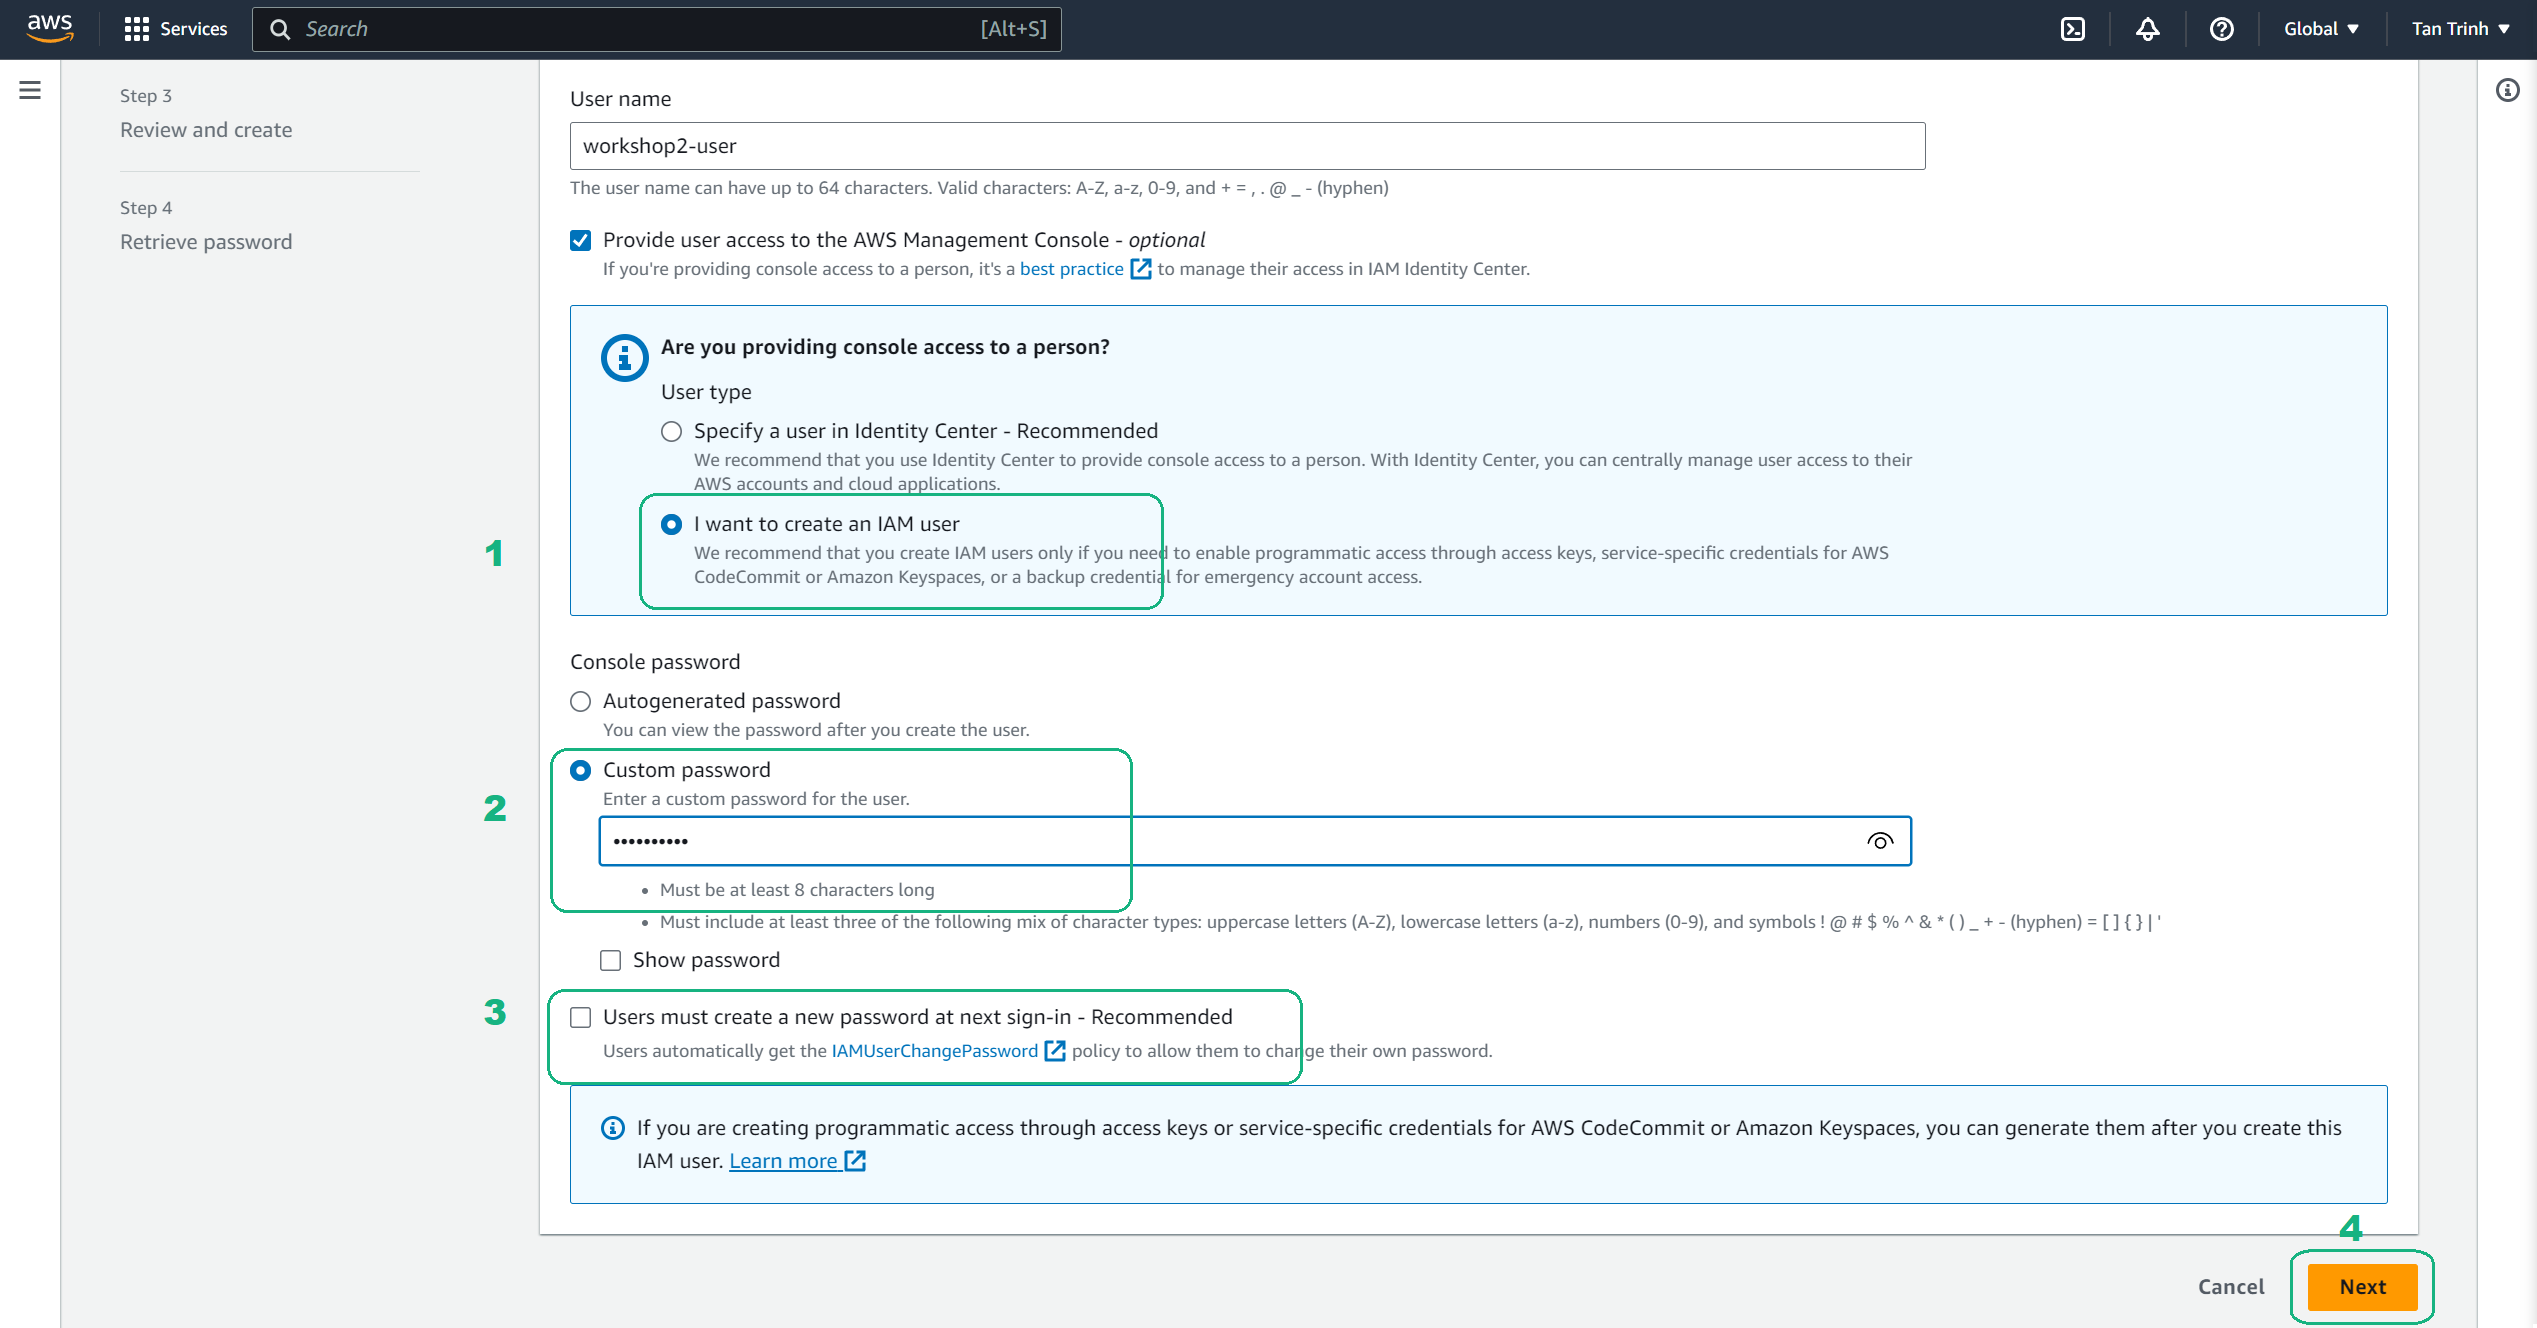 aws
Services
Search
[Alt+S]
Global
Tan Trinh
Step 3
Review and create
Step 4
Retrieve password
User name
workshop2-user
The user name can have up to 64 characters. Valid characters: A-Z, a-z, 0-9, and + = , . @ _ - (hyphen)
Provide user access to the AWS Management Console - optional
If you're providing console access to a person, it's a best practice to manage their access in IAM Identity Center.
Are you providing console access to a person?
User type
Specify a user in Identity Center - Recommended
We recommend that you use Identity Center to provide console access to a person. With Identity Center, you can centrally manage user access to their
AWS accounts and cloud applications.
1
I want to create an IAM user
We recommend that you create IAM users only if you need to enable programmatic access through access keys, service-specific credentials for AWS
CodeCommit or Amazon Keyspaces, or a backup credential for emergency account access.
Console password
Autogenerated password
You can view the password after you create the user.
2
Custom password
Enter a custom password for the user.
••••••••••
• Must be at least 8 characters long
• Must include at least three of the following mix of character types: uppercase letters (A-Z), lowercase letters (a-z), numbers (0-9), and symbols ! @ # $ % ^ & * ( ) _ + - (hyphen) = [ ] { } | '
Show password
3
Users must create a new password at next sign-in - Recommended
Users automatically get the IAMUserChangePassword policy to allow them to change their own password.
If you are creating programmatic access through access keys or service-specific credentials for AWS CodeCommit or Amazon Keyspaces, you can generate them after you create this
IAM user. Learn more
4
Cancel
Next